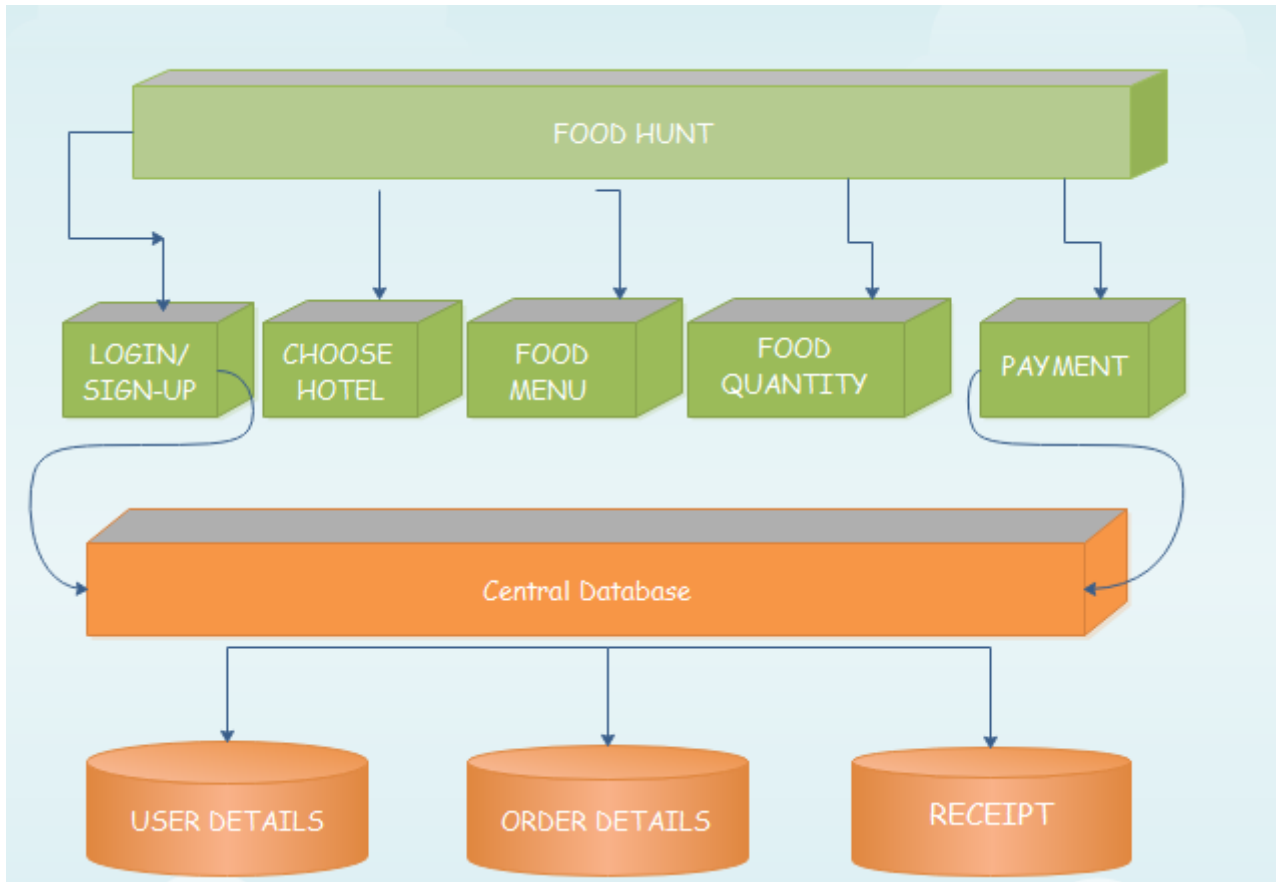 FOOD HUNT
LOGIN/
SIGN-UP
CHOOSE
HOTEL
FOOD
MENU
FOOD
QUANTITY
PAYMENT
Central Database
USER DETAILS
ORDER DETAILS
RECEIPT